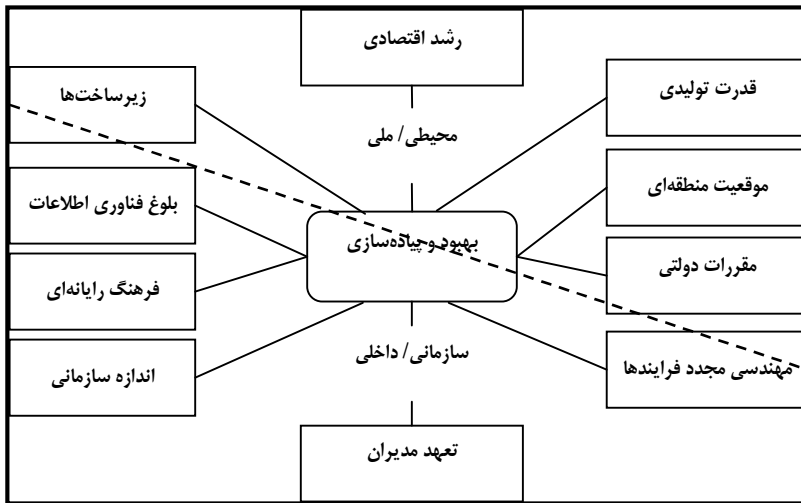 رشد اقتصادی
قدرت تولیدی
زیرساخت‌ها
محیطی/ ملی
موقعیت منطقه‌ای
بلوغ فناوری اطلاعات
بهبود وپیاده‌سازی
مقررات دولتی
فرهنگ رایانه‌ای
سازمانی/ داخلی
مهندسی مجدد فرایندها
اندازه سازمانی
تعهد مدیران